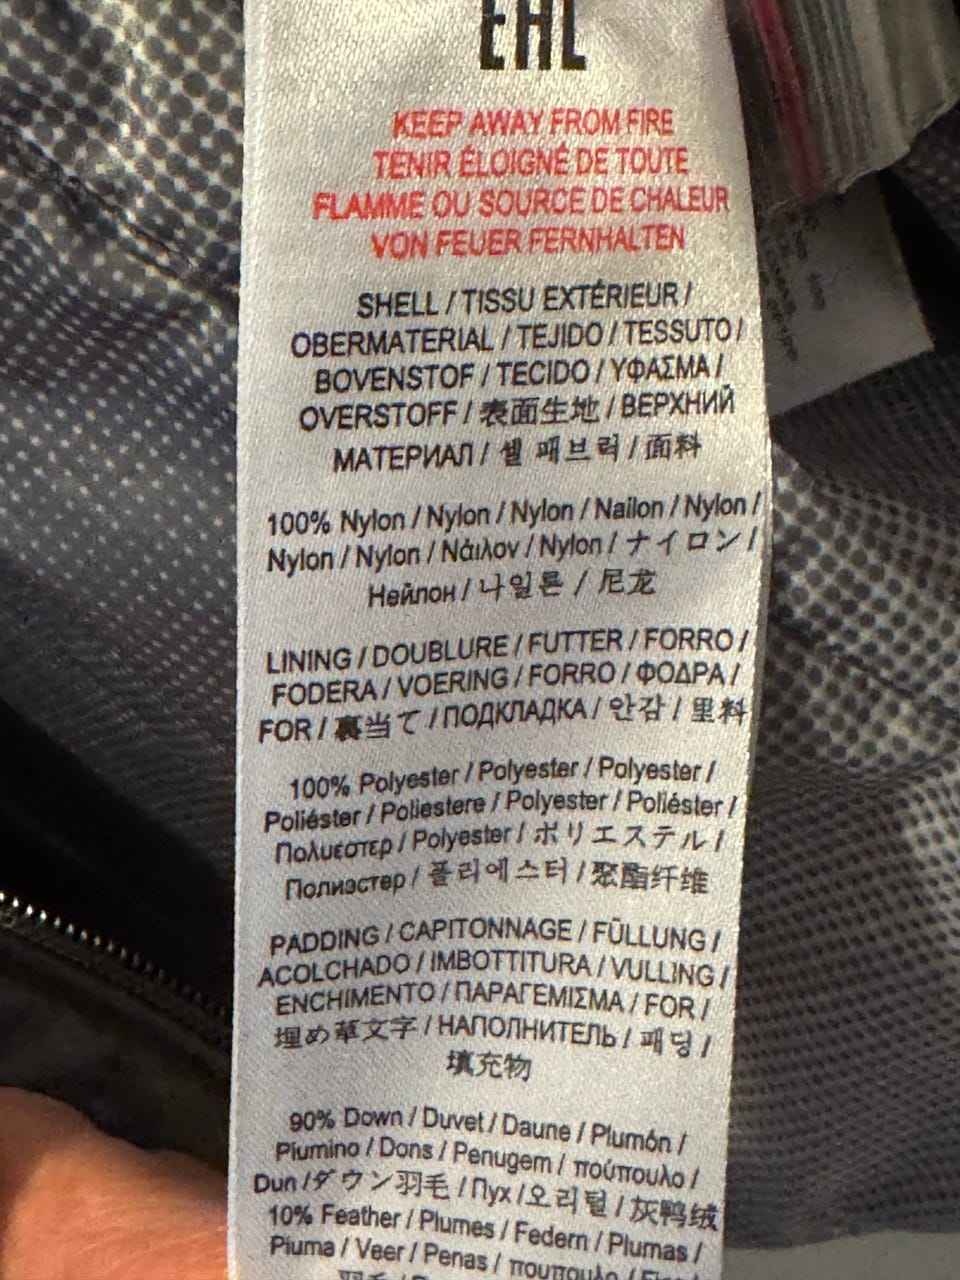 EAC
KEEP AWAY FROM FIRE
TENIR ÉLOIGNÉ DE TOUTE
FLAMME OU SOURCE DE CHALEUR
VON FEUER FERNHALTEN
SHELL / TISSU EXTÉRIEUR /
OBERMATERIAL / TEJIDO / TESSUTO /
BOVENSTOF / TECIDO / ΥΦΑΣΜΑ /
OVERSTOFF / 表面生地 / ВЕРХНИЙ
МАТЕРИАЛ / 셸 패브릭 / 面料
100% Nylon / Nylon / Nylon / Nailon / Nylon /
Nylon / Nylon / Νάιλον / Nylon / ナイロン /
Нейлон / 나일론 / 尼龙
LINING / DOUBLURE / FUTTER / FORRO /
FODERA / VOERING / FORRO / ΦΟΔΡΑ /
FOR / 裏当て / ПОДКЛАДКА / 안감 / 里料
100% Polyester / Polyester / Polyester /
Poliéster / Poliestere / Polyester / Poliéster /
Πολυεστερ / Polyester / ポリエステル /
Полиэстер / 폴리에스터 / 聚酯纤维
PADDING / CAPITONNAGE / FÜLLUNG /
ACOLCHADO / IMBOTTITURA / VULLING /
ENCHIMENTO / ΠΑΡΑΓΕΜΙΣΜΑ / FOR /
埋め草文字 / НАПОЛНИТЕЛЬ / 패딩 /
填充物
90% Down / Duvet / Daune / Plumón /
Piumino / Dons / Penugem / πούπουλο /
Dun /ダウン羽毛 / Пух /오리털 / 灰鸭绒
10% Feather / Plumes / Federn / Plumas /
Piuma / Veer / Penas / πουπουλο /
羽毛 /